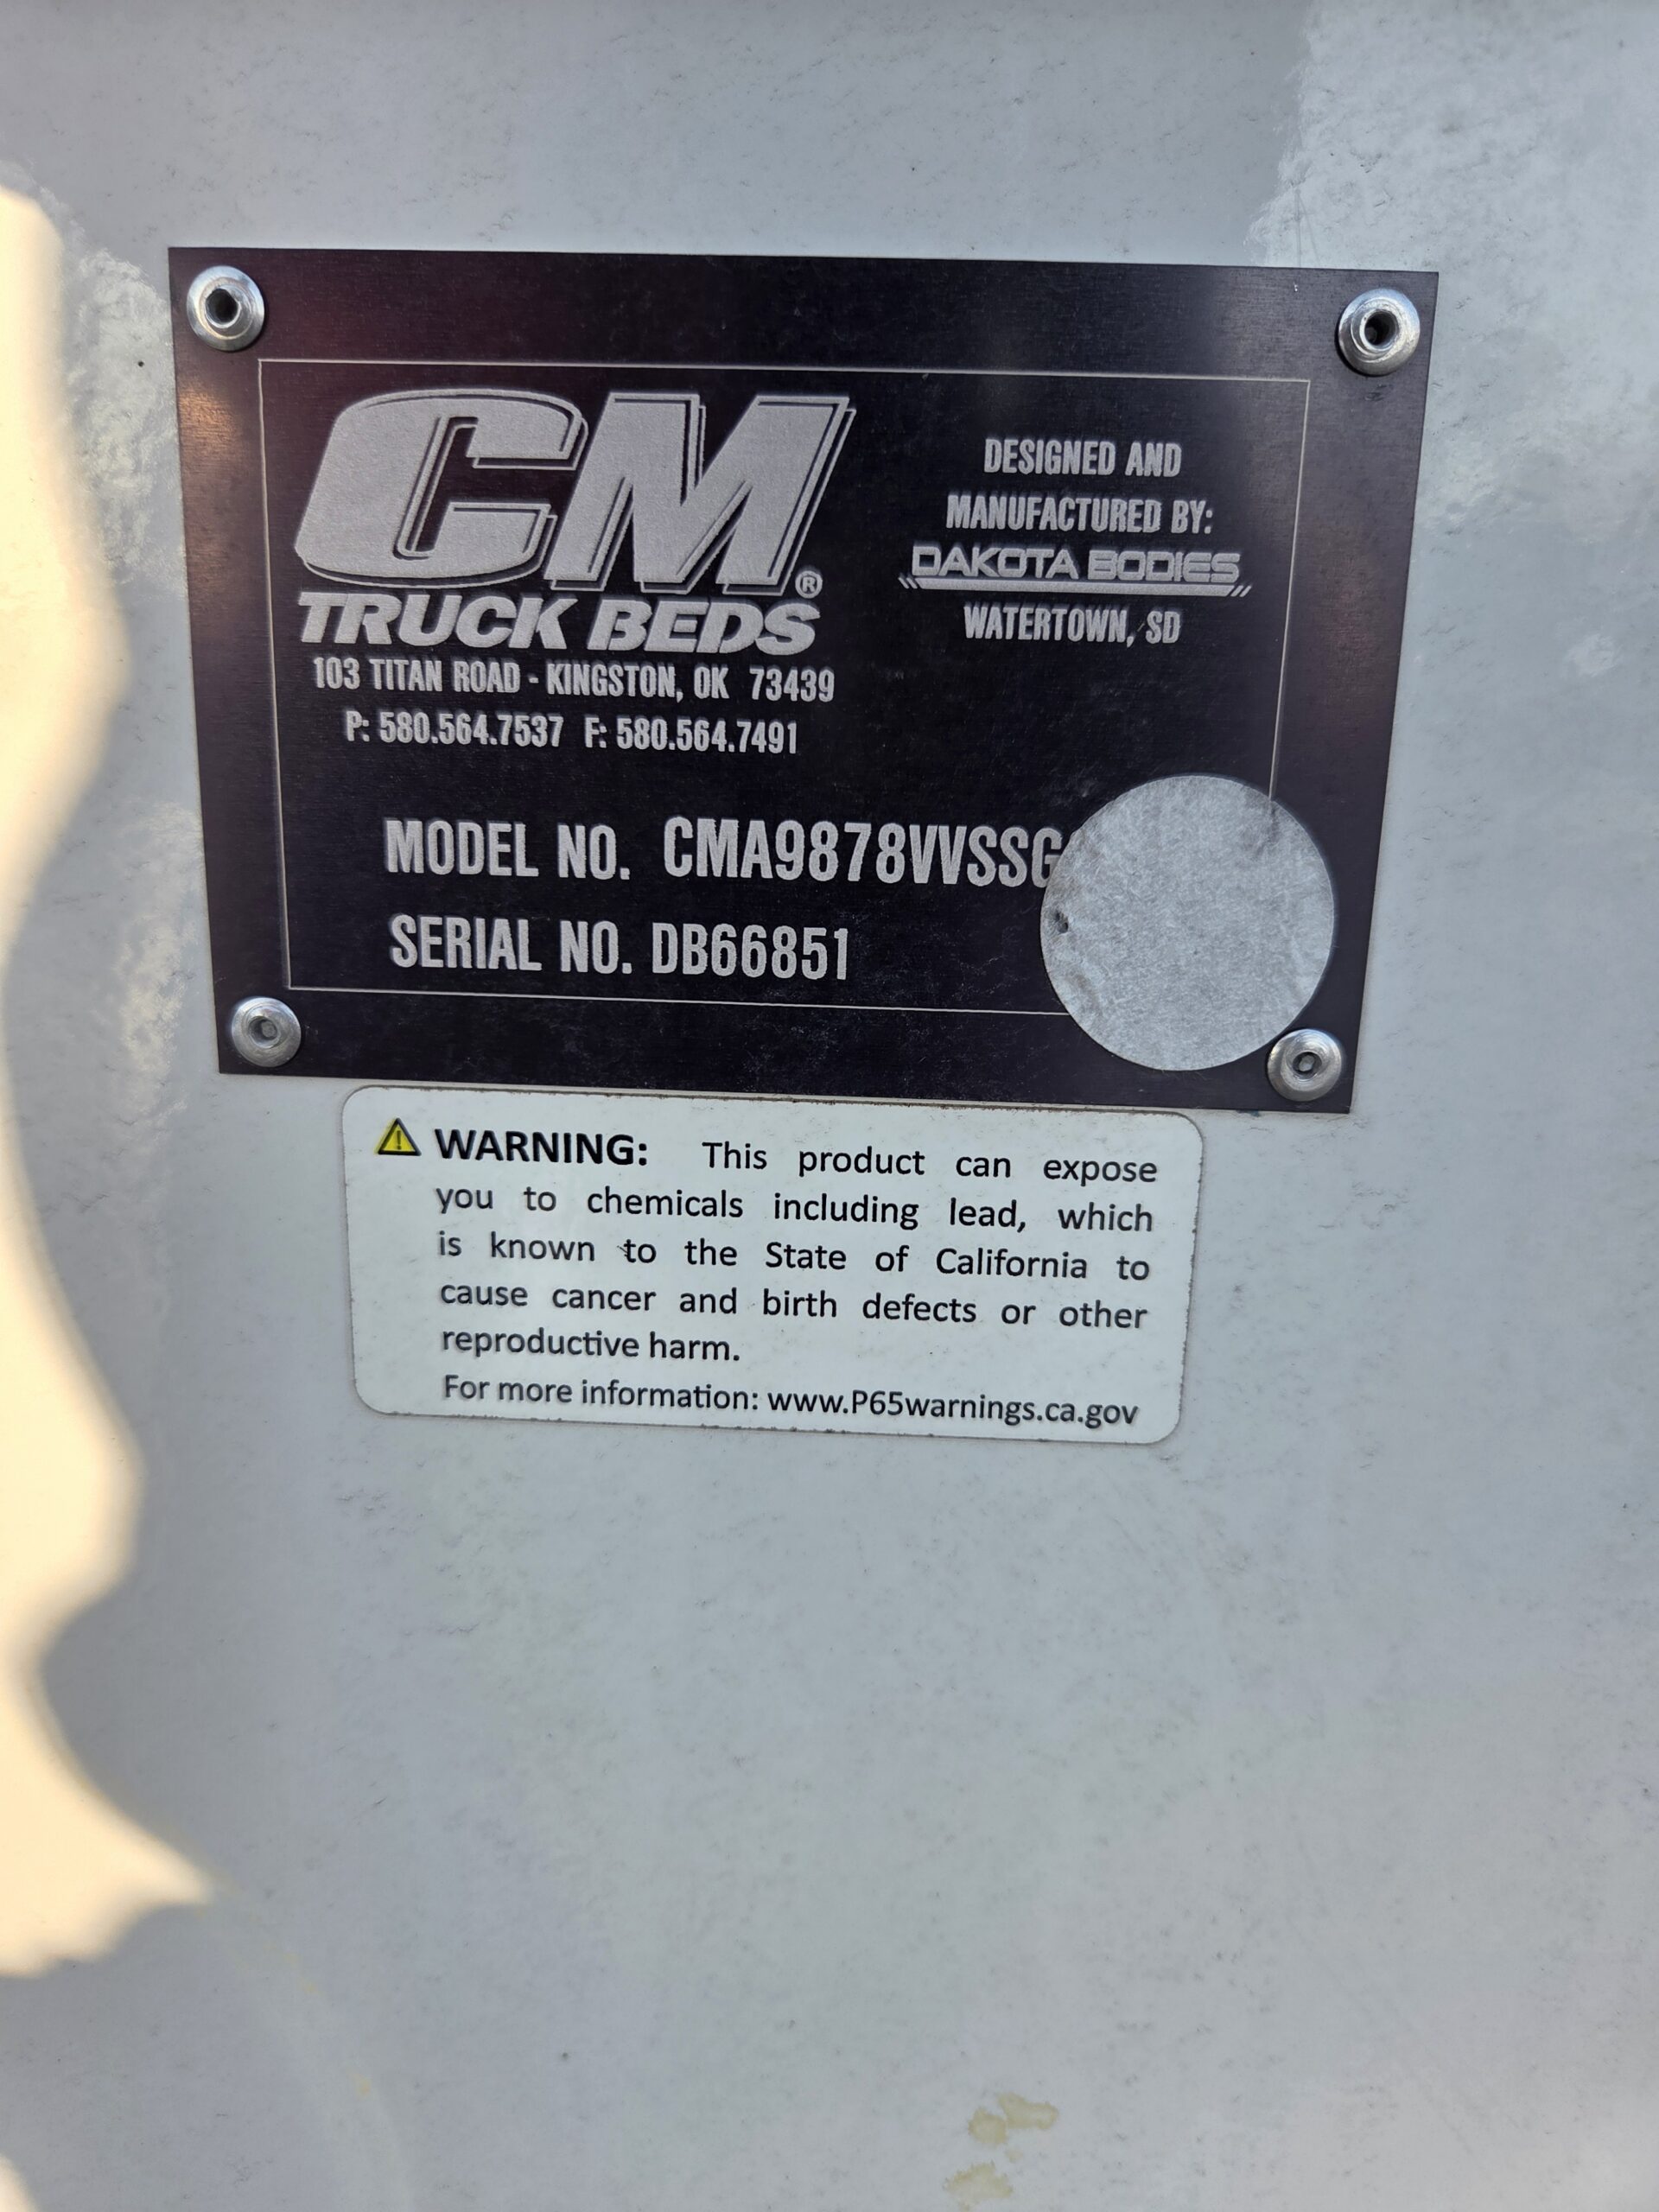 CM®
TRUCK BEDS
103 TITAN ROAD - KINGSTON, OK 73439
P: 580.564.7537 F: 580.564.7491
DESIGNED AND
MANUFACTURED BY:
DAKOTA BODIES
WATERTOWN, SD
MODEL NO. CMA9878VVSSG
SERIAL NO. DB66851
WARNING: This product can expose
you to chemicals including lead, which
is known to the State of California to
cause cancer and birth defects or other
reproductive harm.
For more information: www.P65warnings.ca.gov